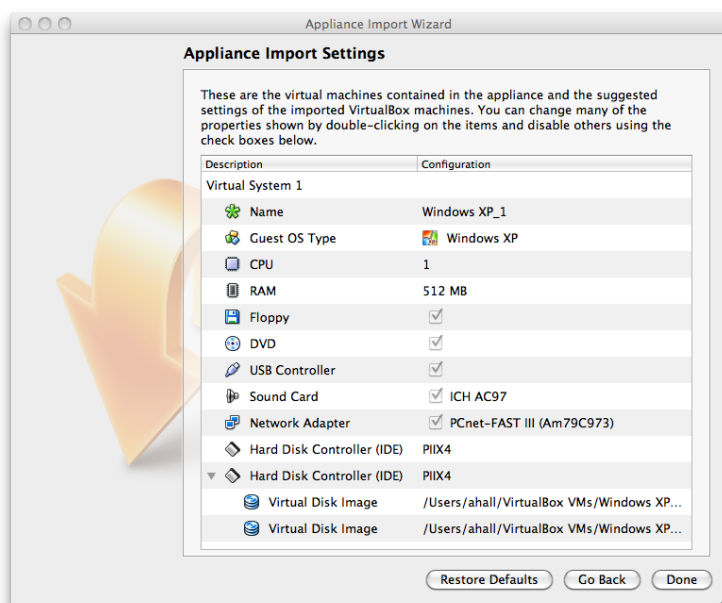 Appliance Import Wizard
Appliance Import Settings
These are the virtual machines contained in the appliance and the suggested
settings of the imported VirtualBox machines. You can change many of the
properties shown by double-clicking on the items and disable others using the
check boxes below.
Description Configuration
Virtual System 1
Name Windows XP_1
Guest OS Type Windows XP
CPU 1
RAM 512 MB
Floppy
DVD
USB Controller
Sound Card ICH AC97
Network Adapter PCnet-FAST III (Am79C973)
Hard Disk Controller (IDE) PIIX4
Hard Disk Controller (IDE) PIIX4
Virtual Disk Image /Users/ahall/VirtualBox VMs/Windows XP...
Virtual Disk Image /Users/ahall/VirtualBox VMs/Windows XP...
Restore Defaults Go Back Done